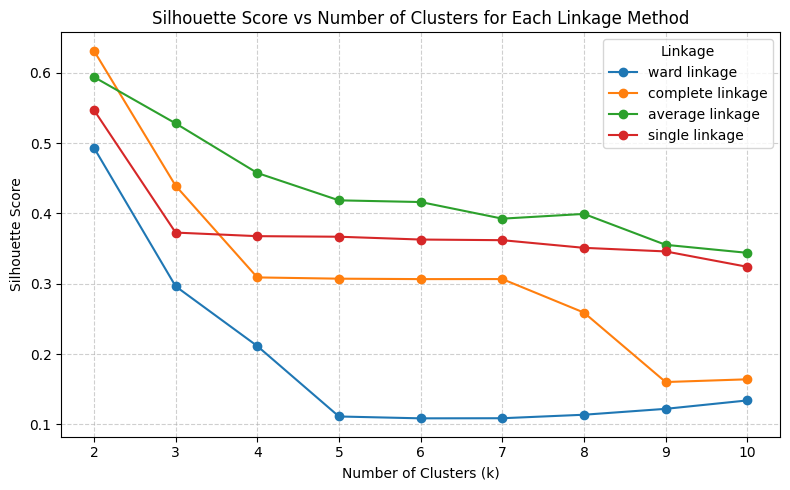 Silhouette Score vs Number of Clusters for Each Linkage Method
Linkage
ward linkage
complete linkage
average linkage
single linkage
Silhouette Score
0.6
0.5
0.4
0.3
0.2
0.1
2 3 4 5 6 7 8 9 10
Number of Clusters (k)